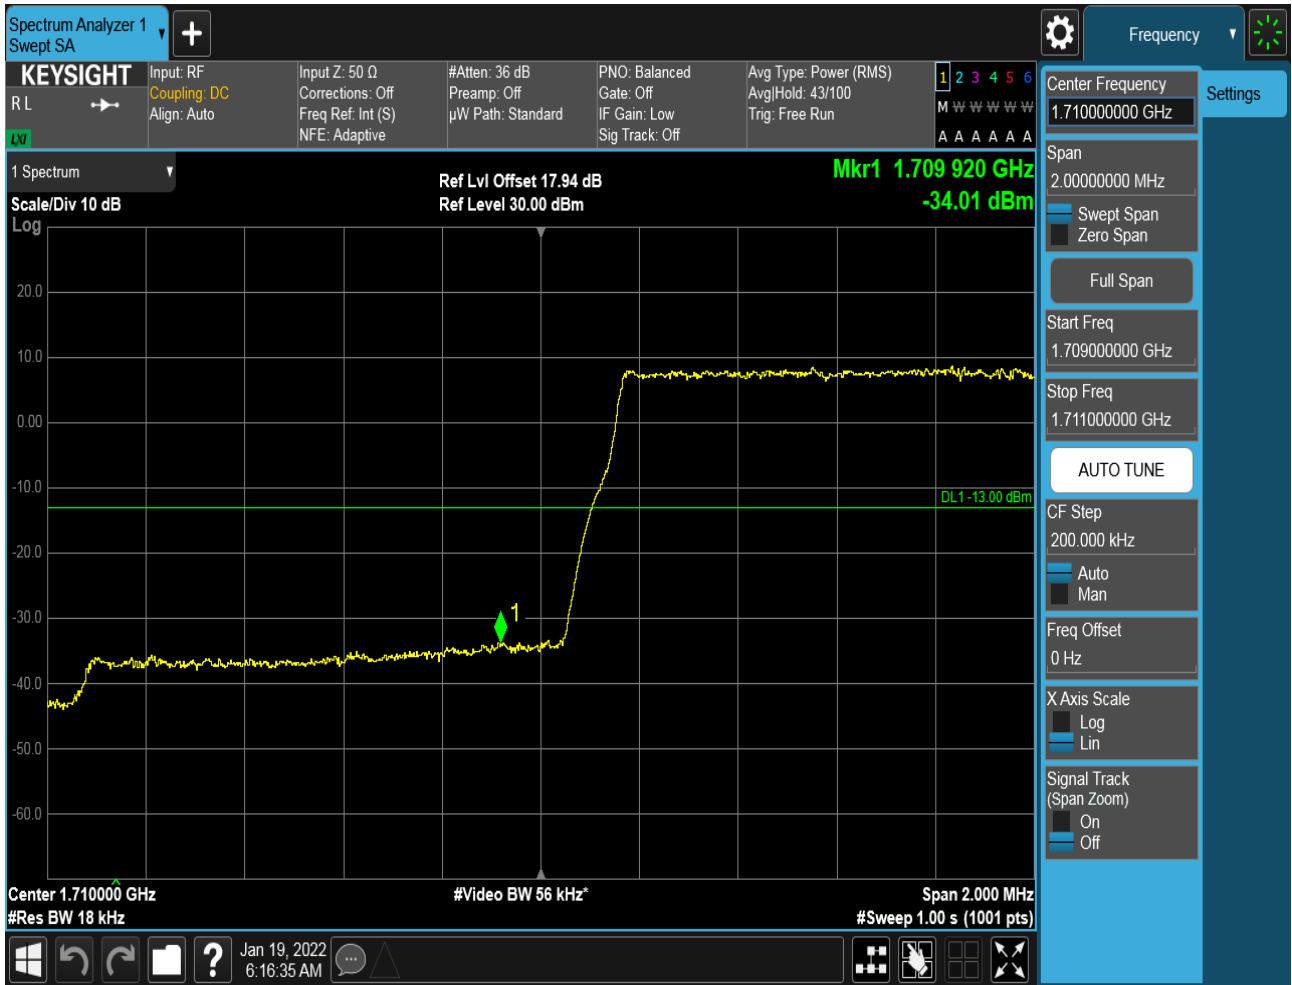 Spectrum Analyzer 1
Swept SA
Frequency
KEYSIGHT
R L
LXI
Input: RF
Coupling: DC
Align: Auto
Input Z: 50 Ω
Corrections: Off
Freq Ref: Int (S)
NFE: Adaptive
#Atten: 36 dB
Preamp: Off
µW Path: Standard
PNO: Balanced
Gate: Off
IF Gain: Low
Sig Track: Off
Avg Type: Power (RMS)
Avg|Hold: 43/100
Trig: Free Run
1 2 3 4 5 6
M W W W W W
A A A A A A
1 Spectrum
Scale/Div 10 dB
Log
Ref Lvl Offset 17.94 dB
Ref Level 30.00 dBm
Mkr1 1.709 920 GHz
-34.01 dBm
20.0
10.0
0.00
-10.0
DL1 -13.00 dBm
-20.0
-30.0
1
-40.0
-50.0
-60.0
Center 1.710000 GHz
#Video BW 56 kHz*
Span 2.000 MHz
#Res BW 18 kHz
#Sweep 1.00 s (1001 pts)
?
Jan 19, 2022
6:16:35 AM
Center Frequency
1.710000000 GHz
Settings
Span
2.00000000 MHz
Swept Span
Zero Span
Full Span
Start Freq
1.709000000 GHz
Stop Freq
1.711000000 GHz
AUTO TUNE
CF Step
200.000 kHz
Auto
Man
Freq Offset
0 Hz
X Axis Scale
Log
Lin
Signal Track
(Span Zoom)
On
Off